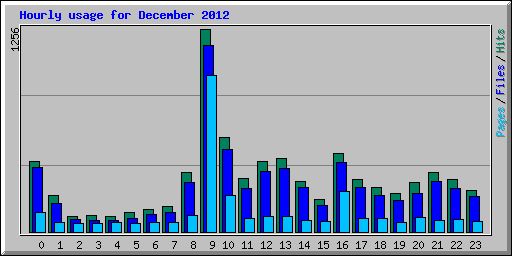 Hourly usage for December 2012
1256
Pages / Files / Hits
0 1 2 3 4 5 6 7 8 9 10 11 12 13 14 15 16 17 18 19 20 21 22 23